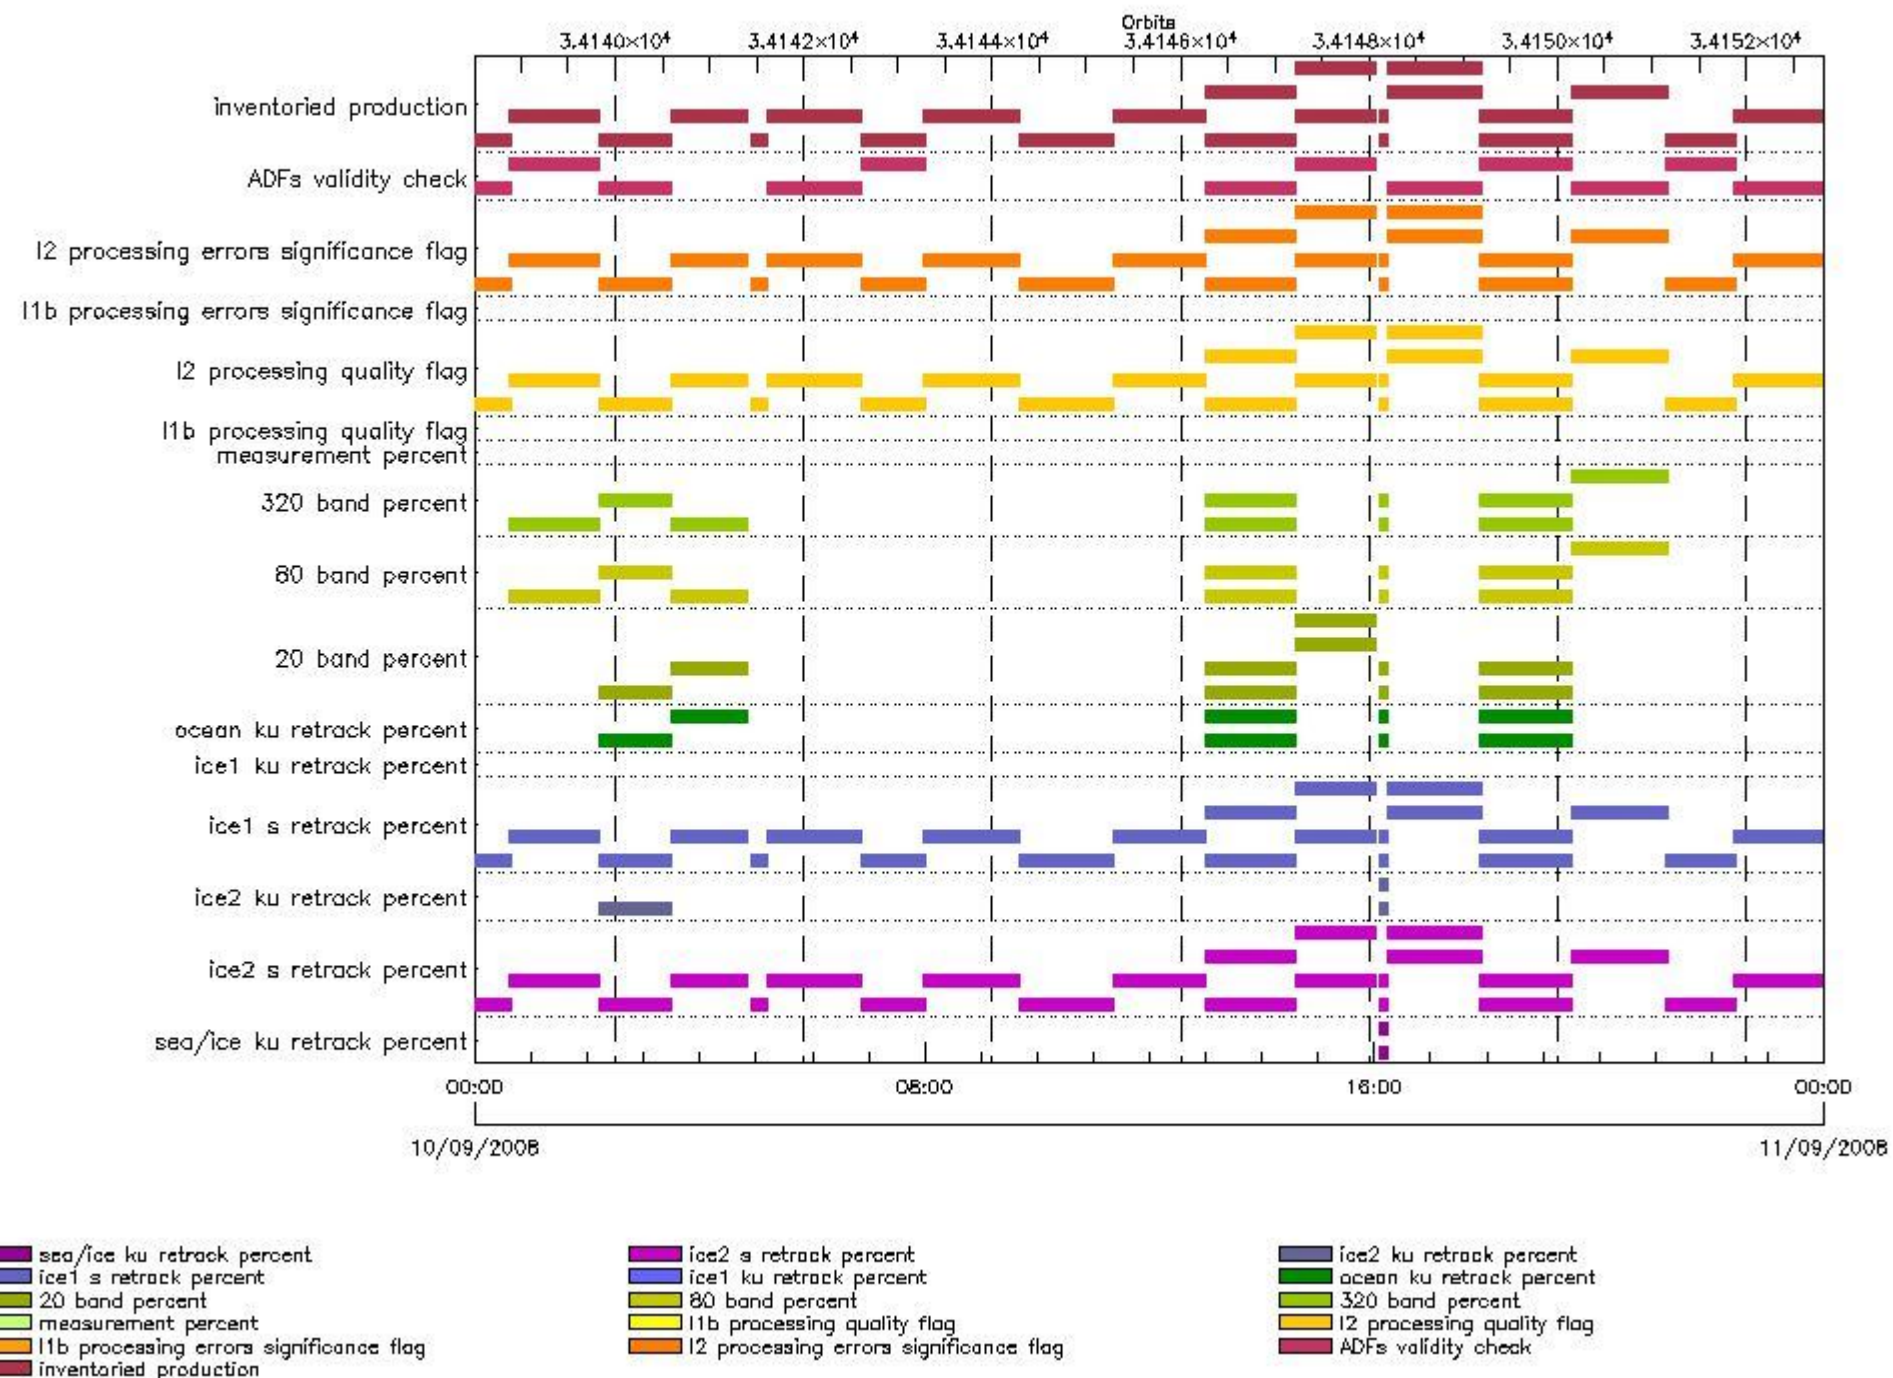 Orbits
3.4140×10⁴ 3.4142×10⁴ 3.4144×10⁴ 3.4146×10⁴ 3.4148×10⁴ 3.4150×10⁴ 3.4152×10⁴
inventoried production
ADFs validity check
l2 processing errors significance flag
l1b processing errors significance flag
l2 processing quality flag
l1b processing quality flag
measurement percent
320 band percent
80 band percent
20 band percent
ocean ku retrack percent
ice1 ku retrack percent
ice1 s retrack percent
ice2 ku retrack percent
ice2 s retrack percent
sea/ice ku retrack percent
00:00 08:00 16:00 00:00
10/09/2008 11/09/2008
sea/ice ku retrack percent ice2 s retrack percent ice2 ku retrack percent
ice1 s retrack percent ice1 ku retrack percent ocean ku retrack percent
20 band percent 80 band percent 320 band percent
measurement percent l1b processing quality flag l2 processing quality flag
l1b processing errors significance flag l2 processing errors significance flag ADFs validity check
inventoried production